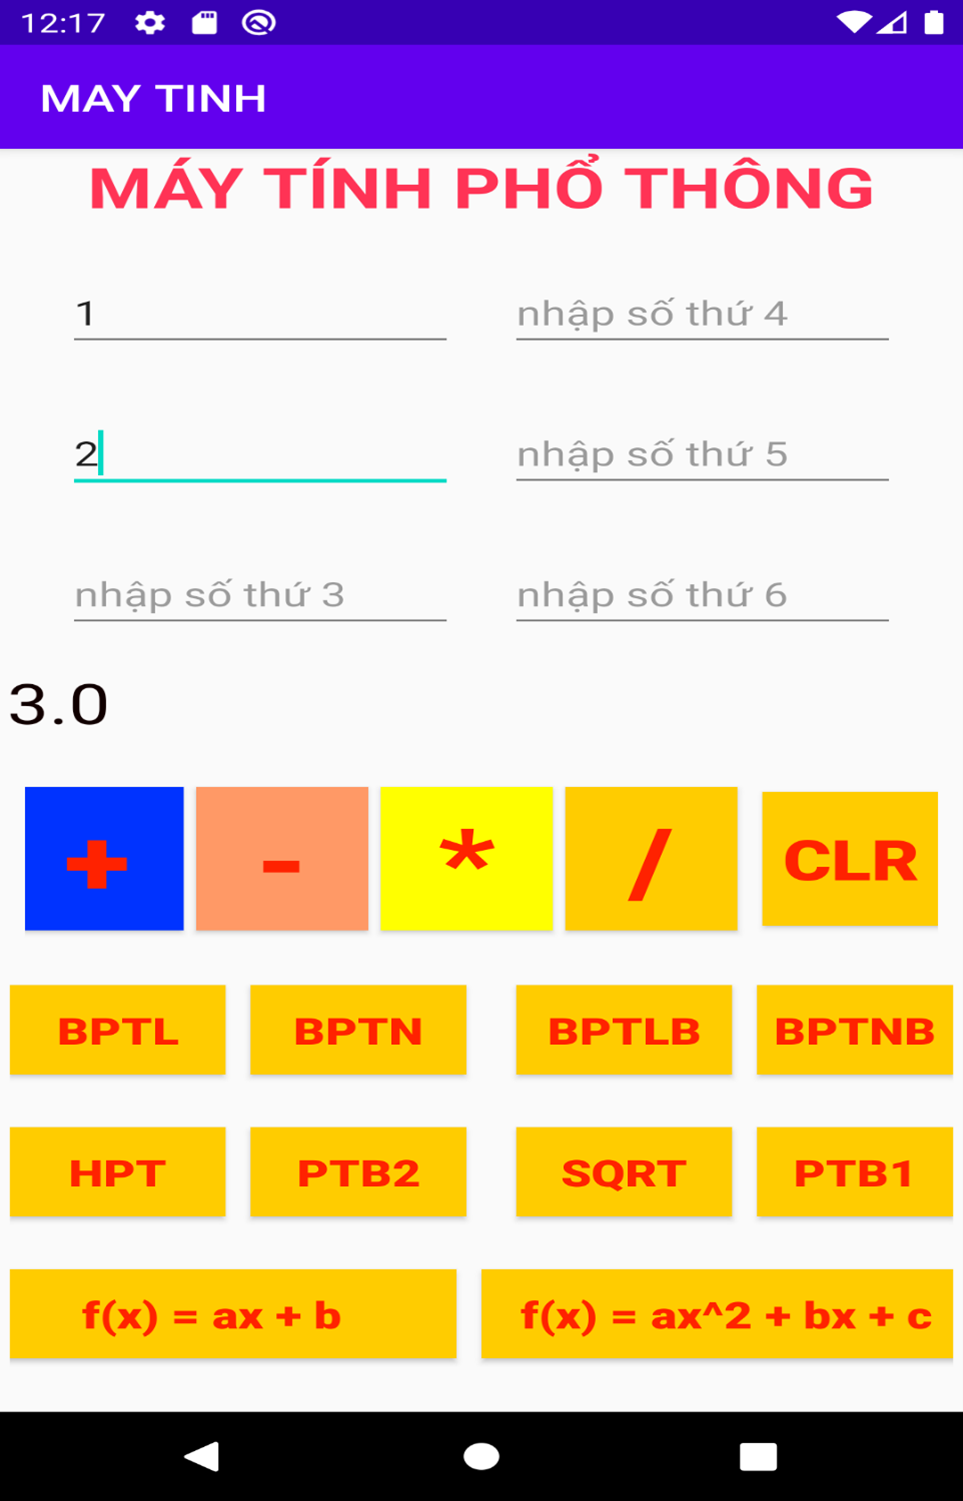 12:17
MAY TINH
MÁY TÍNH PHỔ THÔNG
1
nhập số thứ 4
2
nhập số thứ 5
nhập số thứ 3
nhập số thứ 6
3.0
+ - * / CLR
BPTL BPTN BPTLB BPTNB
HPT PTB2 SQRT PTB1
f(x) = ax + b
f(x) = ax^2 + bx + c